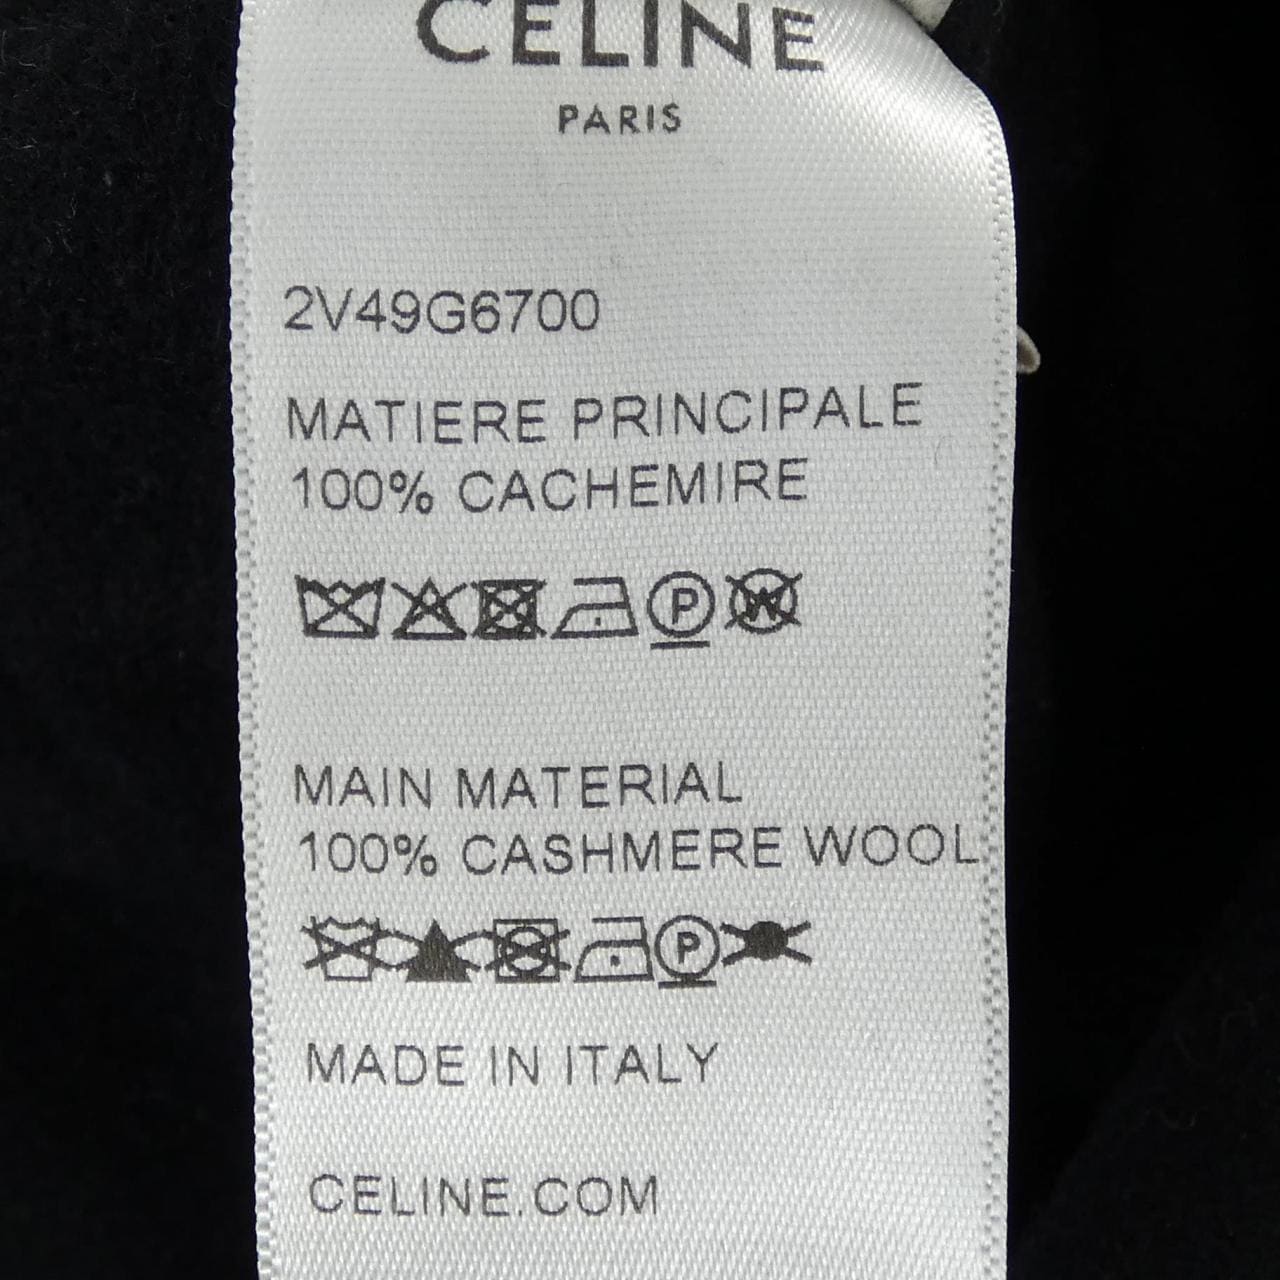 CELINE
PARIS
2V49G6700
MATIERE PRINCIPALE
100% CACHEMIRE
P W
MAIN MATERIAL
100% CASHMERE WOOL
P
MADE IN ITALY
CELINE.COM